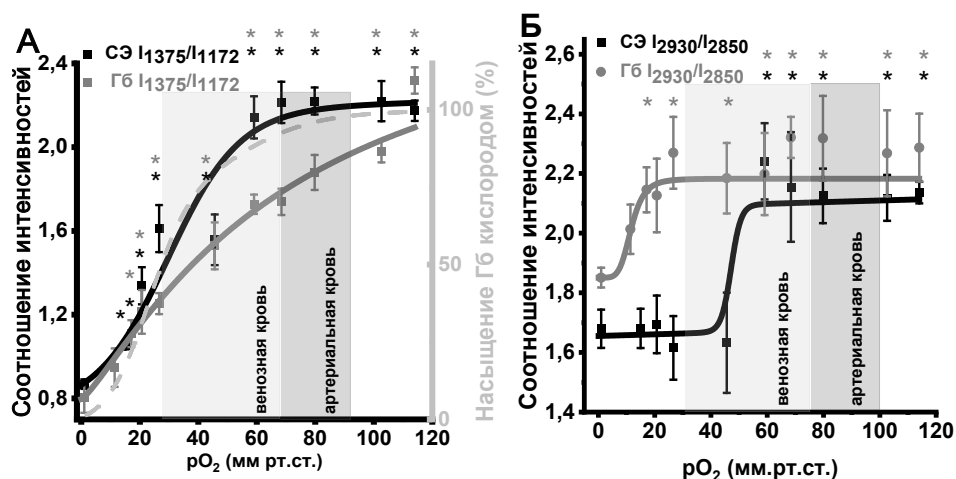 А
СЭ I1375/I1172
Гб I1375/I1172
* * * * *
* * * * *
* *
* *
*
*
* *
* *
2,4
2,0
1,6
1,2
0,8
Соотношение интенсивностей
100
50
0
Насыщение Гб кислородом (%)
венозная кровь
артериальная кровь
0 20 40 60 80 100 120
pO2 (мм рт.ст.)
Б
СЭ I2930/I2850
Гб I2930/I2850
* * * * *
* * * * *
* * *
2,6
2,4
2,2
2,0
1,8
1,6
1,4
Соотношение интенсивностей
венозная кровь
артериальная кровь
0 20 40 60 80 100 120
pO2 (мм.рт.ст.)